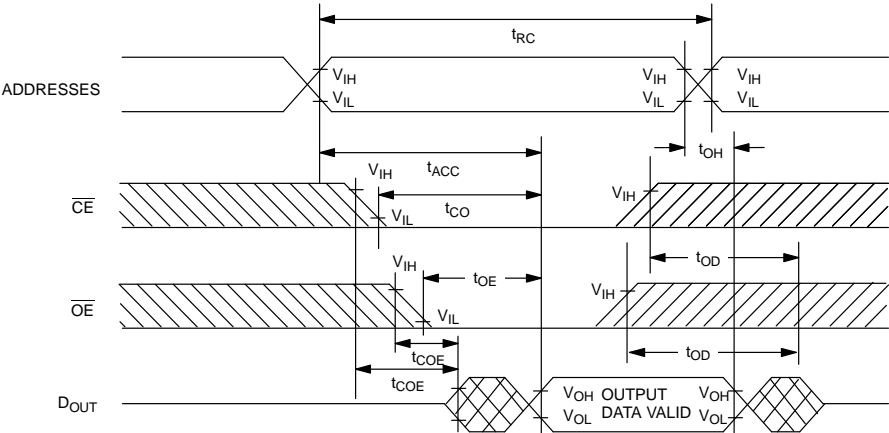 tRC
ADDRESSES
VIH
VIL
VIH
VIL
VIH
VIL
tOH
tACC
CE
VIH
VIL
tCO
VIH
tOD
OE
VIH
VIL
tOE
VIH
tOD
tCOE
tCOE
DOUT
VOH
VOL
OUTPUT
DATA VALID
VOH
VOL